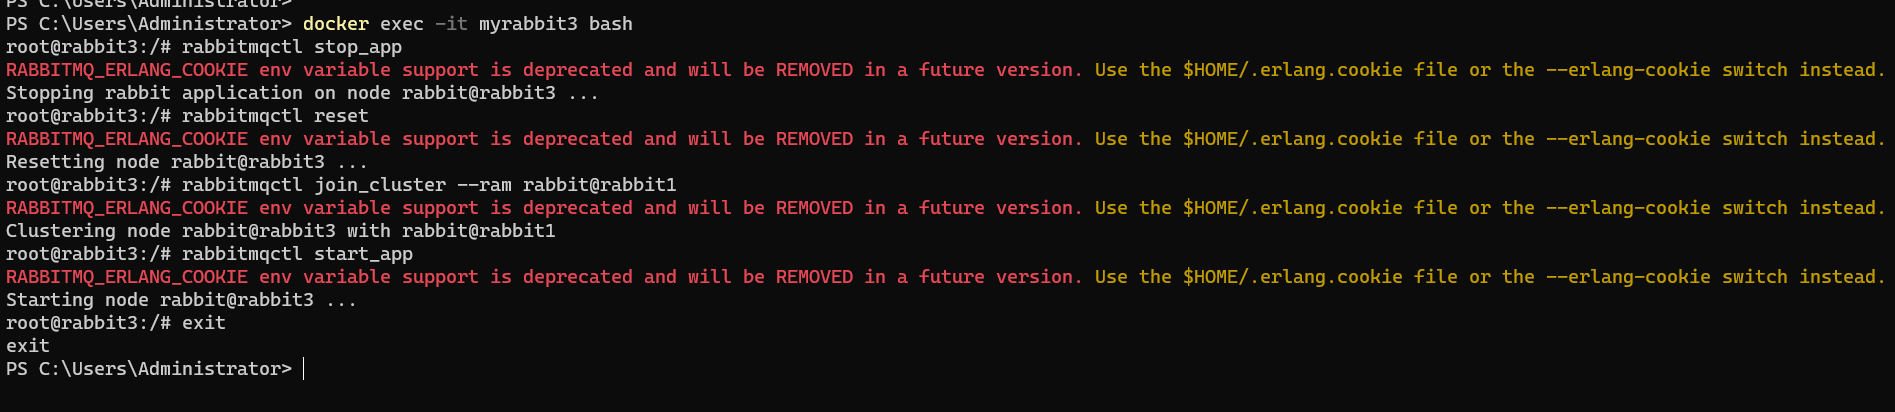 PS C:\Users\Administrator>
PS C:\Users\Administrator> docker exec -it myrabbit3 bash
root@rabbit3:/# rabbitmqctl stop_app
RABBITMQ_ERLANG_COOKIE env variable support is deprecated and will be REMOVED in a future version. Use the $HOME/.erlang.cookie file or the --erlang-cookie switch instead.
Stopping rabbit application on node rabbit@rabbit3 ...
root@rabbit3:/# rabbitmqctl reset
RABBITMQ_ERLANG_COOKIE env variable support is deprecated and will be REMOVED in a future version. Use the $HOME/.erlang.cookie file or the --erlang-cookie switch instead.
Resetting node rabbit@rabbit3 ...
root@rabbit3:/# rabbitmqctl join_cluster --ram rabbit@rabbit1
RABBITMQ_ERLANG_COOKIE env variable support is deprecated and will be REMOVED in a future version. Use the $HOME/.erlang.cookie file or the --erlang-cookie switch instead.
Clustering node rabbit@rabbit3 with rabbit@rabbit1
root@rabbit3:/# rabbitmqctl start_app
RABBITMQ_ERLANG_COOKIE env variable support is deprecated and will be REMOVED in a future version. Use the $HOME/.erlang.cookie file or the --erlang-cookie switch instead.
Starting node rabbit@rabbit3 ...
root@rabbit3:/# exit
exit
PS C:\Users\Administrator>